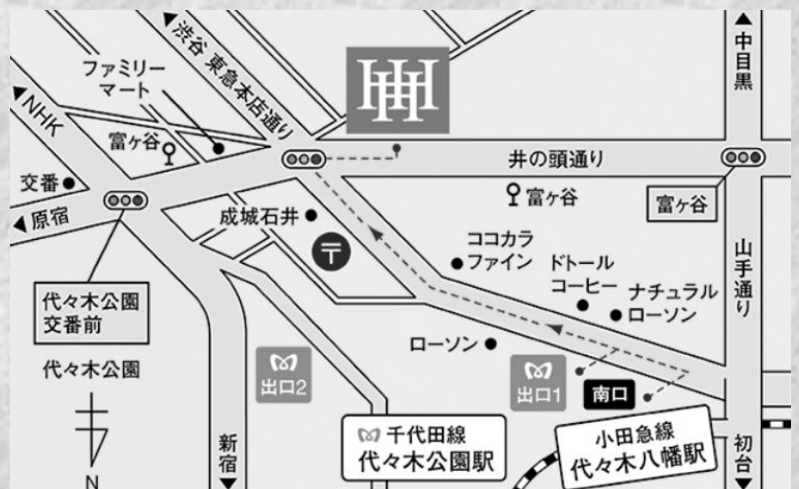 渋谷 東急本店通り
中目黒
ファミリー
マート
HH
NHK
富ヶ谷
井の頭通り
交番
原宿
成城石井
富ヶ谷
富ヶ谷
〒
ココカラ
ファイン
ドトール
コーヒー
ナチュラル
ローソン
山手通り
代々木公園
交番前
ローソン
代々木公園
出口2
出口1
南口
千代田線
代々木公園駅
小田急線
代々木八幡駅
新宿
初台
N